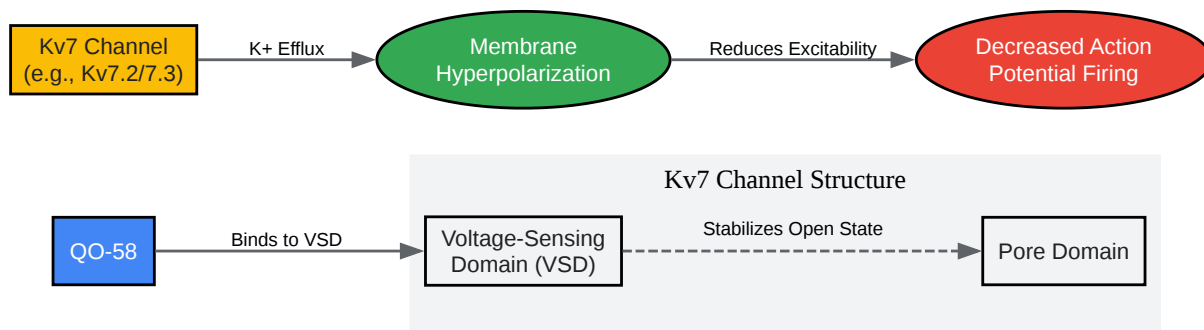 Kv7 Channel
(e.g., Kv7.2/7.3)
K+ Efflux
Membrane
Hyperpolarization
Reduces Excitability
Decreased Action
Potential Firing
Kv7 Channel Structure
QO-58
Binds to VSD
Voltage-Sensing
Domain (VSD)
Stabilizes Open State
Pore Domain